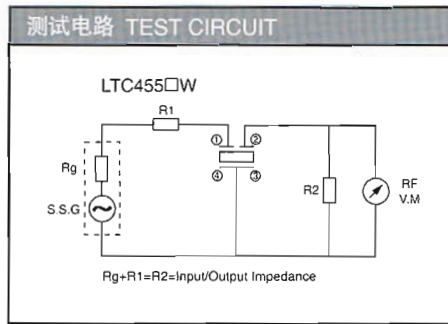 测试电路 TEST CIRCUIT
LTC455□W
R1
① ②
Rg
④ ③
R2
RF
V.M
S.S.G
Rg+R1=R2=Input/Output Impedance